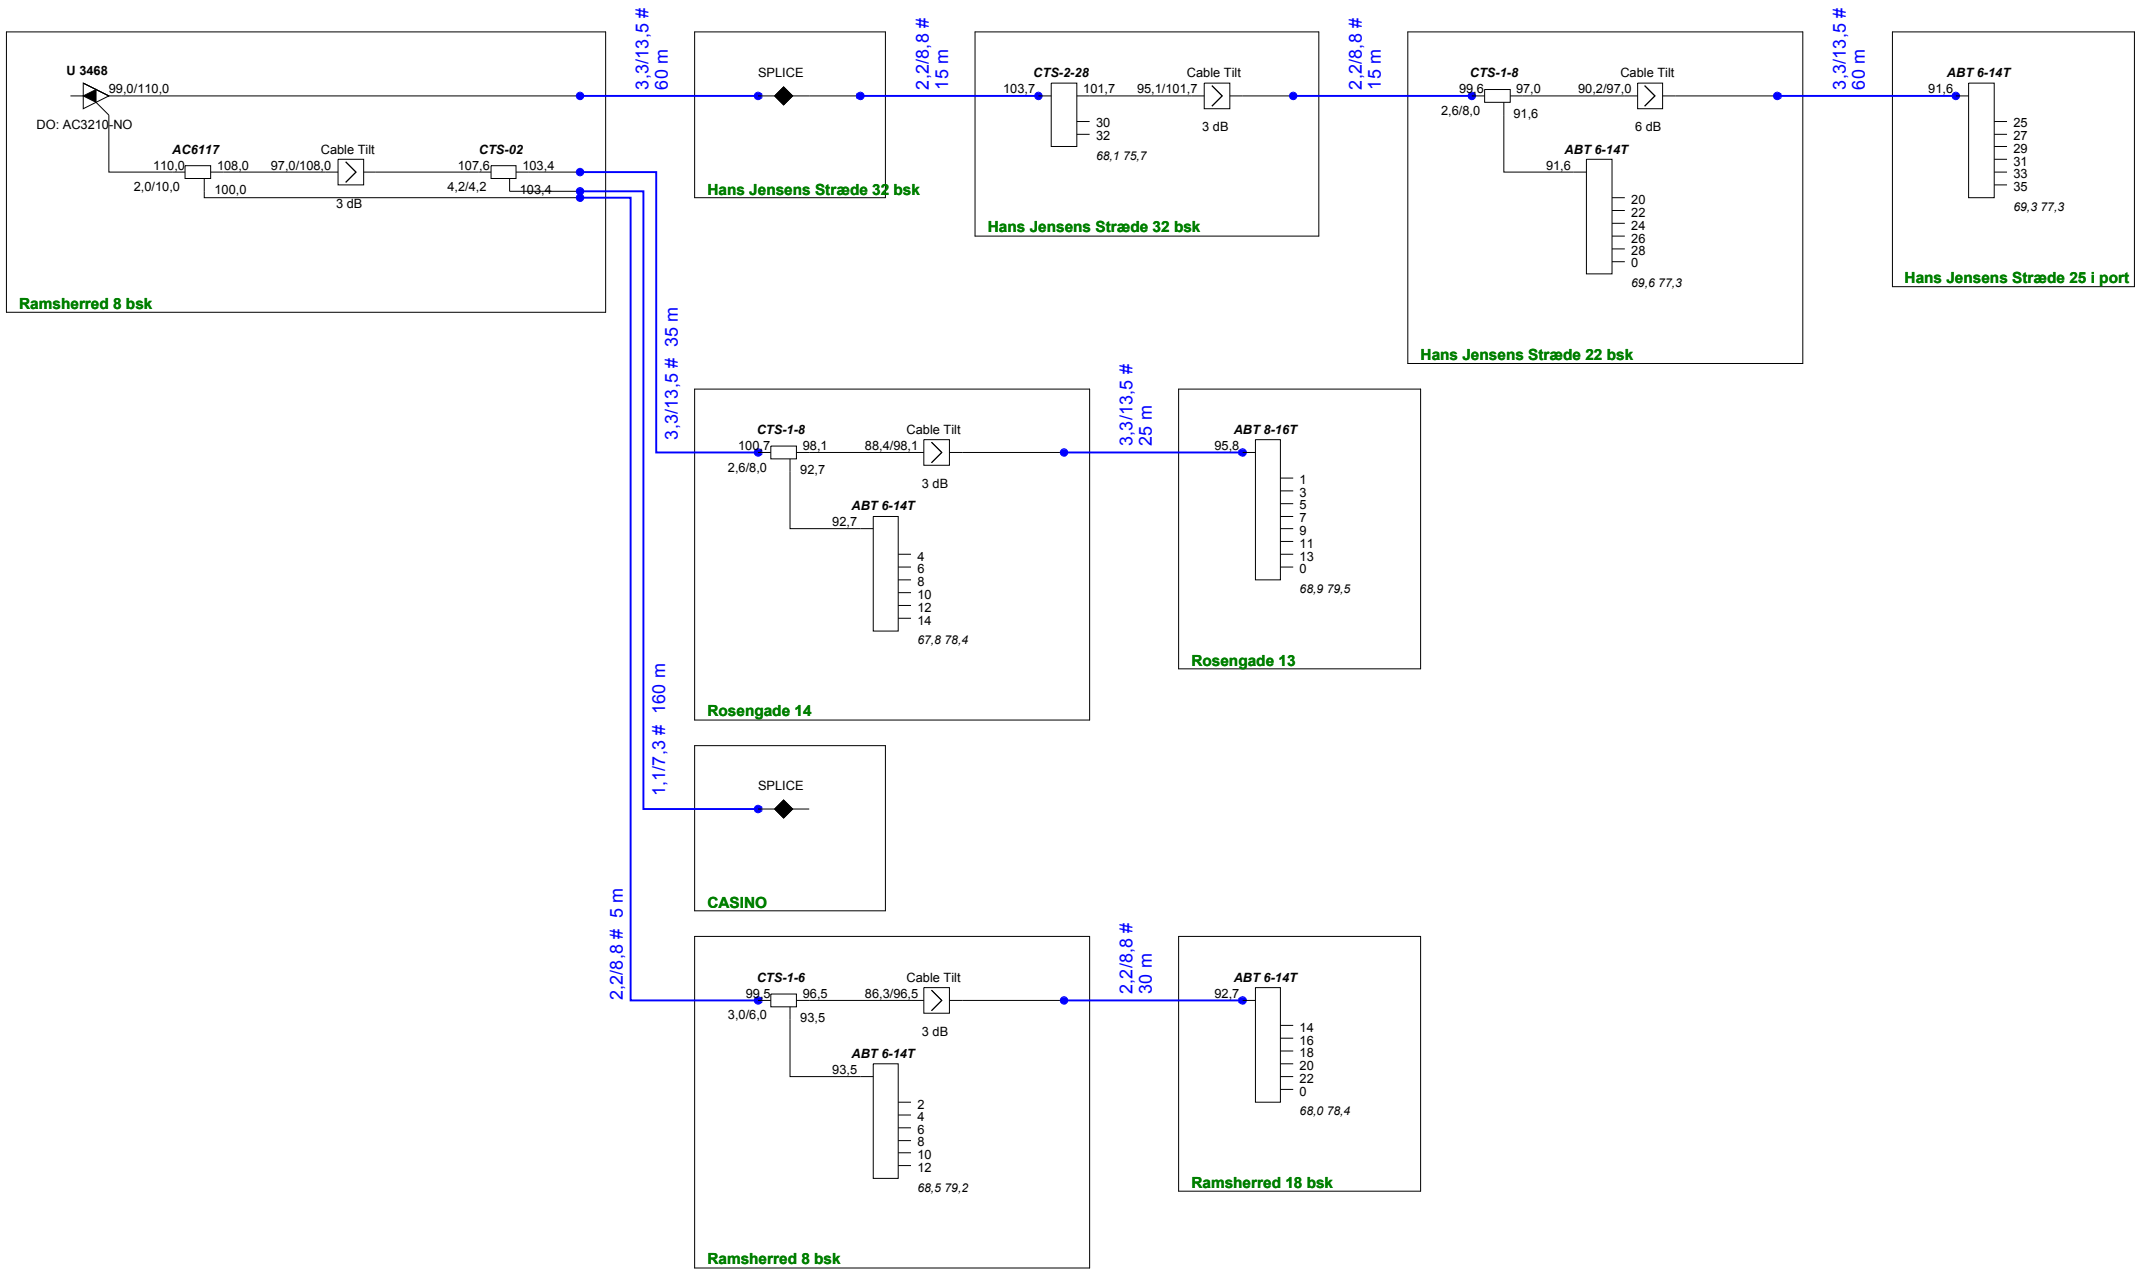 U 3468
99,0/110,0
DO: AC3210-NO
AC6117
110,0
108,0
2,0/10,0
100,0
Cable Tilt
97,0/108,0
3 dB
CTS-02
107,6
103,4
4,2/4,2
103,4
Ramsherred 8 bsk
3,3/13,5 #
60 m
SPLICE
Hans Jensens Stræde 32 bsk
2,2/8,8 #
15 m
CTS-2-28
103,7
101,7
30
32
68,1 75,7
Cable Tilt
95,1/101,7
3 dB
Hans Jensens Stræde 32 bsk
2,2/8,8 #
15 m
CTS-1-8
99,6
97,0
2,6/8,0
91,6
Cable Tilt
90,2/97,0
6 dB
ABT 6-14T
91,6
20
22
24
26
28
0
69,6 77,3
Hans Jensens Stræde 22 bsk
3,3/13,5 #
60 m
ABT 6-14T
91,6
25
27
29
31
33
35
69,3 77,3
Hans Jensens Stræde 25 i port
3,3/13,5 # 35 m
CTS-1-8
100,7
98,1
2,6/8,0
92,7
Cable Tilt
88,4/98,1
3 dB
ABT 6-14T
92,7
4
6
8
10
12
14
67,8 78,4
Rosengade 14
3,3/13,5 #
25 m
ABT 8-16T
95,8
1
3
5
7
9
11
13
0
68,9 79,5
Rosengade 13
1,1/7,3 # 160 m
SPLICE
CASINO
2,2/8,8 # 5 m
CTS-1-6
99,5
96,5
3,0/6,0
93,5
Cable Tilt
86,3/96,5
3 dB
ABT 6-14T
93,5
2
4
6
8
10
12
68,5 79,2
Ramsherred 8 bsk
2,2/8,8 #
30 m
ABT 6-14T
92,7
14
16
18
20
22
0
68,0 78,4
Ramsherred 18 bsk